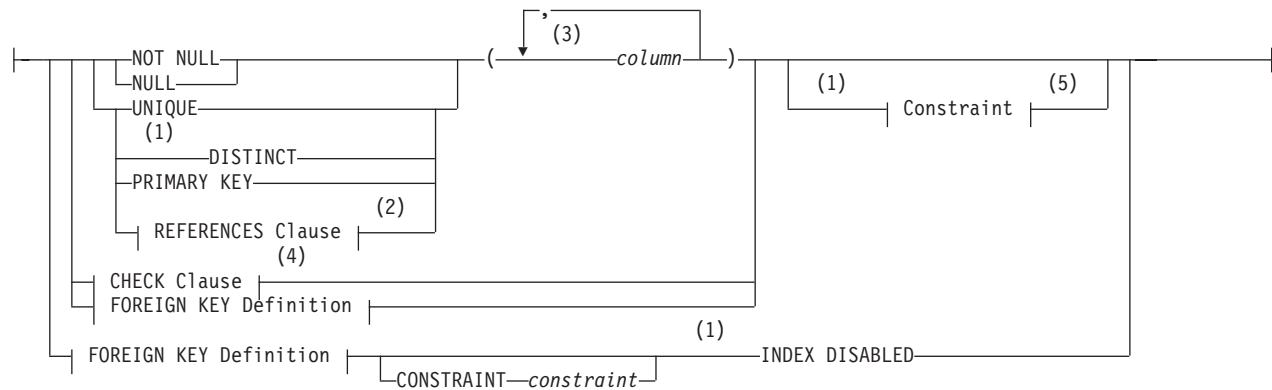 ,
(3)
NOT NULL ( column )
NULL (1) (5)
UNIQUE Constraint
(1)
DISTINCT
PRIMARY KEY
(2)
REFERENCES Clause
(4)
CHECK Clause
FOREIGN KEY Definition
(1)
FOREIGN KEY Definition INDEX DISABLED
CONSTRAINT constraint